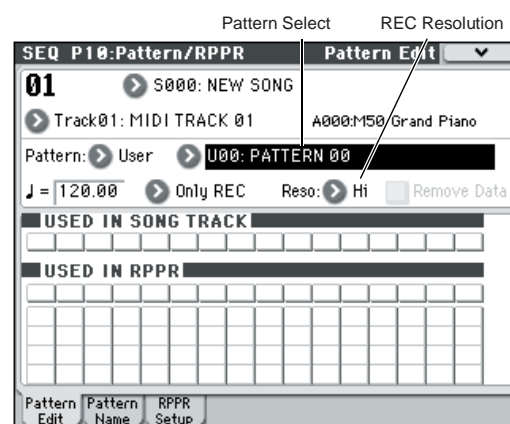 Pattern Select REC Resolution
SEQ P10:Pattern/RPPR Pattern Edit
01 S000: NEW SONG
Track01: MIDI TRACK 01 A000:M50 Grand Piano
Pattern: User U00: PATTERN 00
♩ = 120.00 Only REC Reso: Hi Remove Data
USED IN SONG TRACK
USED IN RPPR
Pattern Edit Pattern Name RPPR Setup